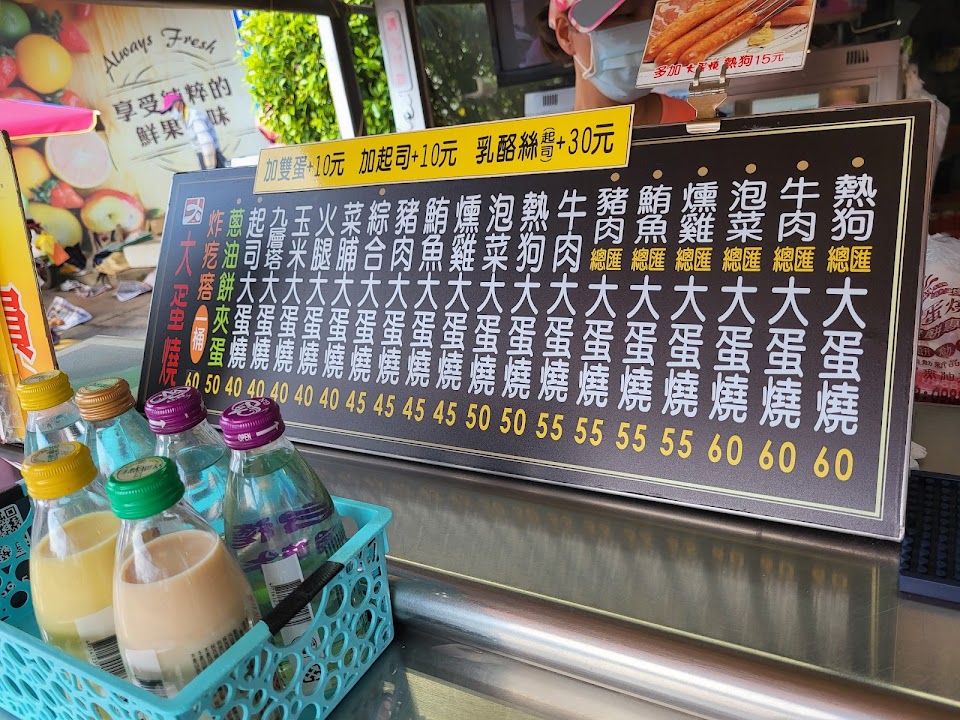 Always Fresh
享受純粹的
鮮果
味
多加
熱狗15元
加雙蛋+10元 加起司+10元 乳酪絲起司+30元
大蛋燒
炸疙瘩一桶
蔥油餅夾蛋
起司大蛋燒
九層塔大蛋燒
玉米大蛋燒
火腿大蛋燒
菜脯大蛋燒
綜合大蛋燒
豬肉大蛋燒
鮪魚大蛋燒
燻雞大蛋燒
泡菜大蛋燒
熱狗大蛋燒
牛肉大蛋燒
豬肉總匯大蛋燒
鮪魚總匯大蛋燒
燻雞總匯大蛋燒
泡菜總匯大蛋燒
牛肉總匯大蛋燒
熱狗總匯大蛋燒
60 50 40 40 40 40 40 45 45 45 45 50 50 55 55 55 55 60 60 60
OPEN